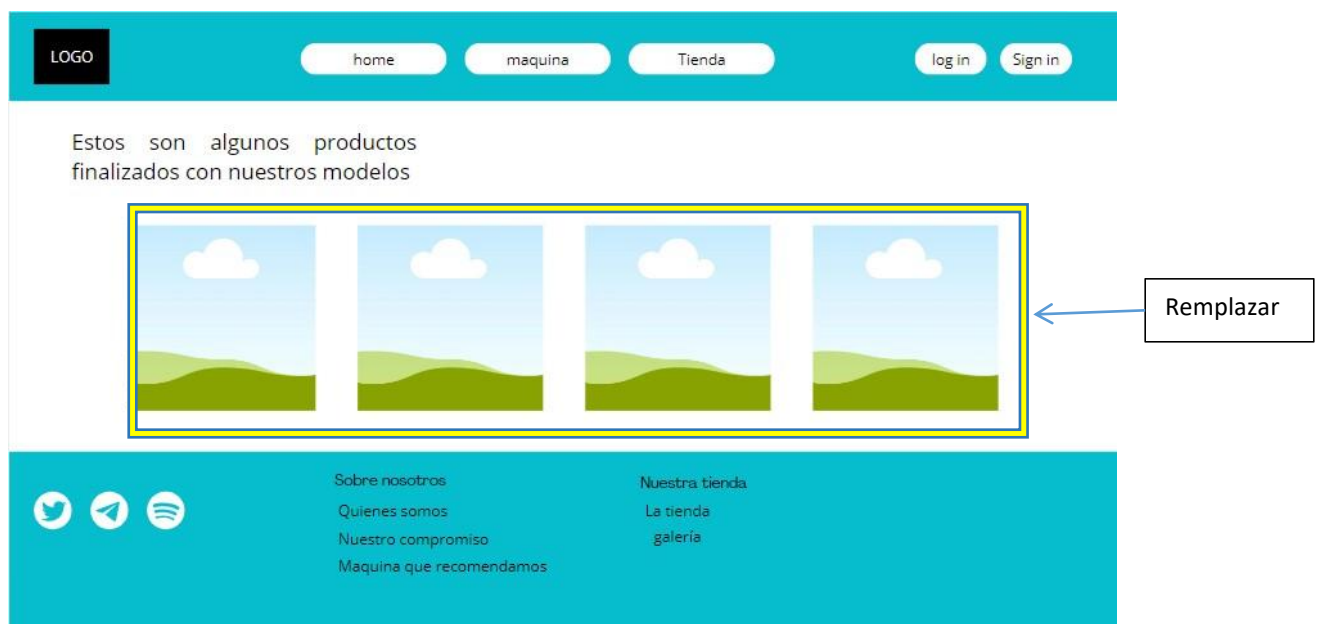 LOGO
home
maquina
Tienda
log in
Sign in
Estos son algunos productos
finalizados con nuestros modelos
Remplazar
Sobre nosotros
Quienes somos
Nuestro compromiso
Maquina que recomendamos
Nuestra tienda
La tienda
galería